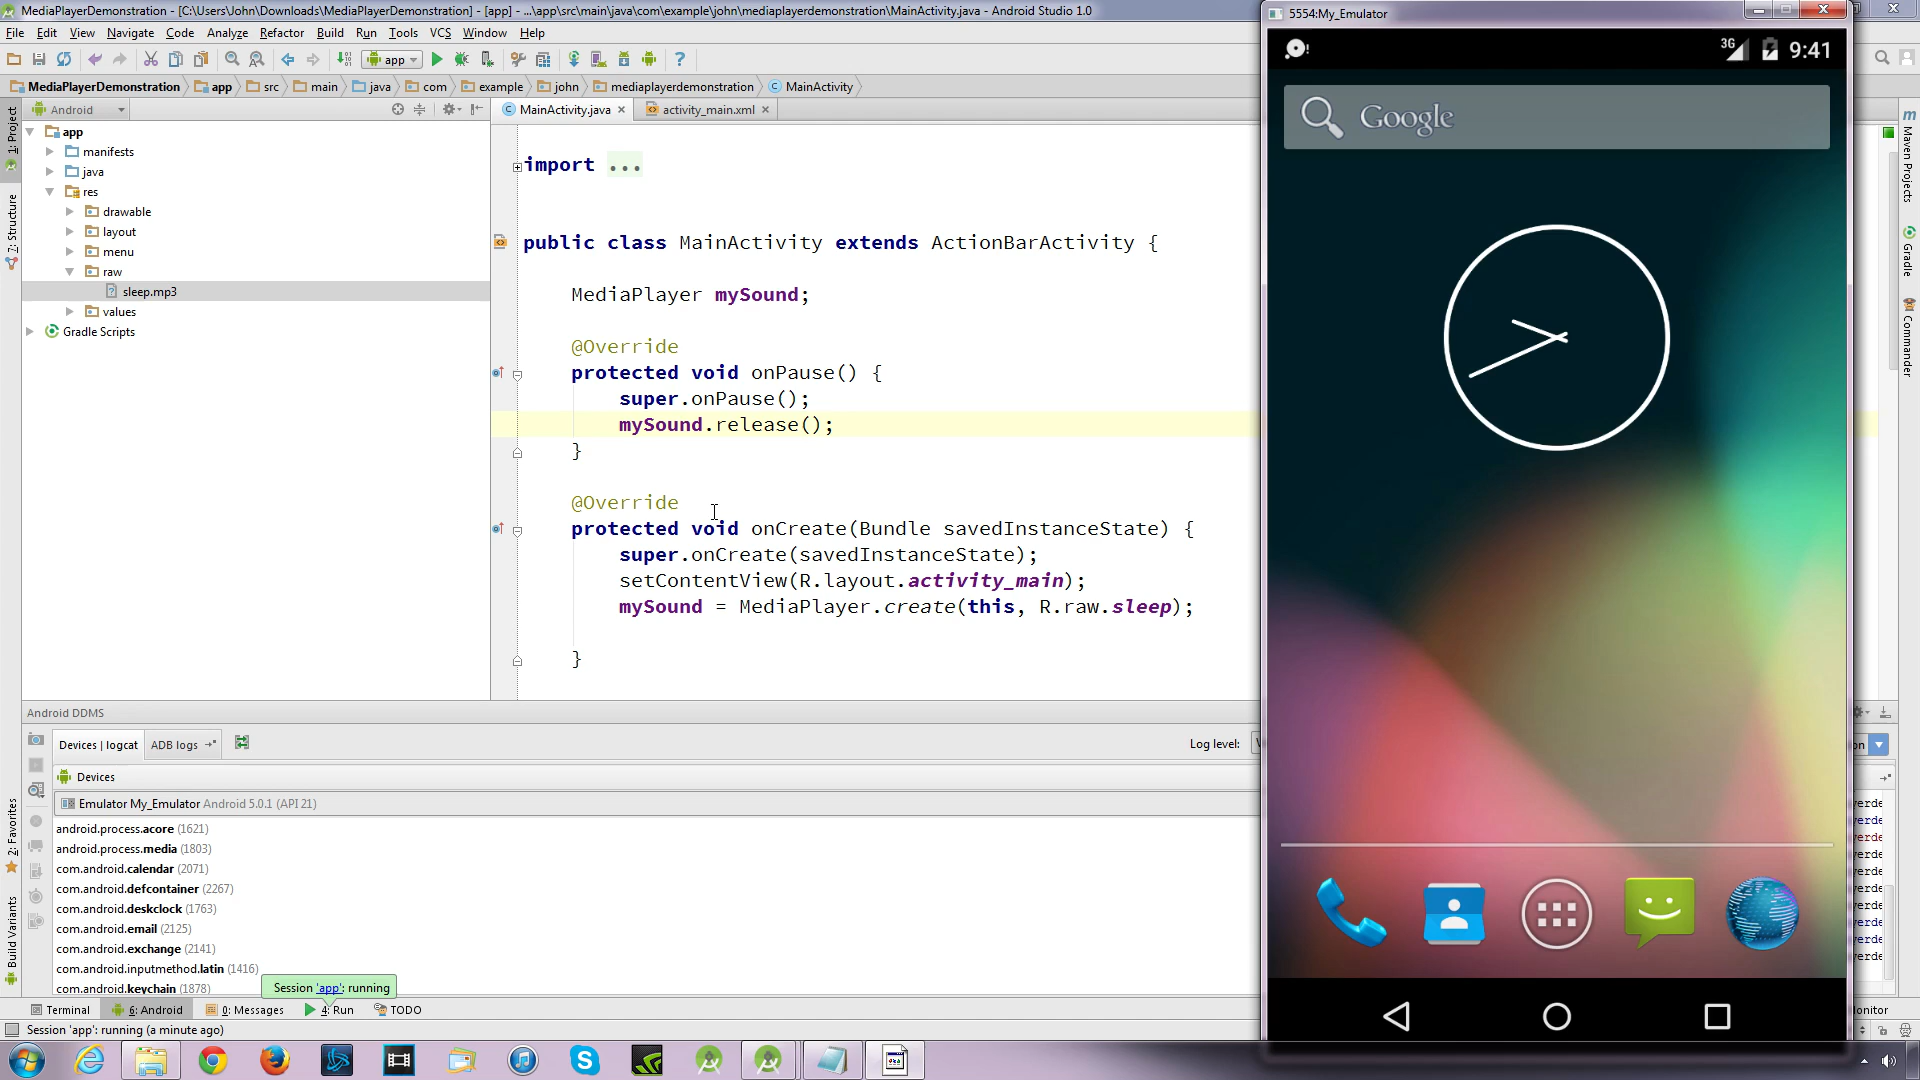 MediaPlayerDemonstration - [C:\Users\John\Downloads\MediaPlayerDemonstration] - [app] - ...\app\src\main\java\com\example\john\mediaplayerdemonstration\MainActivity.java - Android Studio 1.0
File Edit View Navigate Code Analyze Refactor Build Run Tools VCS Window Help
app
MediaPlayerDemonstration app src main java com example john mediaplayerdemonstration MainActivity
Android
MainActivity.java
activity_main.xml
1: Project
7: Structure
2: Favorites
Build Variants
app
manifests
java
res
drawable
layout
menu
raw
sleep.mp3
values
Gradle Scripts
import ...
public class MainActivity extends ActionBarActivity {
MediaPlayer mySound;
@Override
protected void onPause() {
super.onPause();
mySound.release();
}
@Override
protected void onCreate(Bundle savedInstanceState) {
super.onCreate(savedInstanceState);
setContentView(R.layout.activity_main);
mySound = MediaPlayer.create(this, R.raw.sleep);
}
Android DDMS
Devices | logcat
ADB logs
Log level:
Devices
Emulator My_Emulator Android 5.0.1 (API 21)
android.process.acore (1621)
android.process.media (1803)
com.android.calendar (2071)
com.android.defcontainer (2267)
com.android.deskclock (1763)
com.android.email (2125)
com.android.exchange (2141)
com.android.inputmethod.latin (1416)
com.android.keychain (1878)
Session 'app': running
Terminal
6: Android
0: Messages
4: Run
TODO
Session 'app': running (a minute ago)
5554:My_Emulator
3G
9:41
Google
Maven Projects
Gradle
Commander